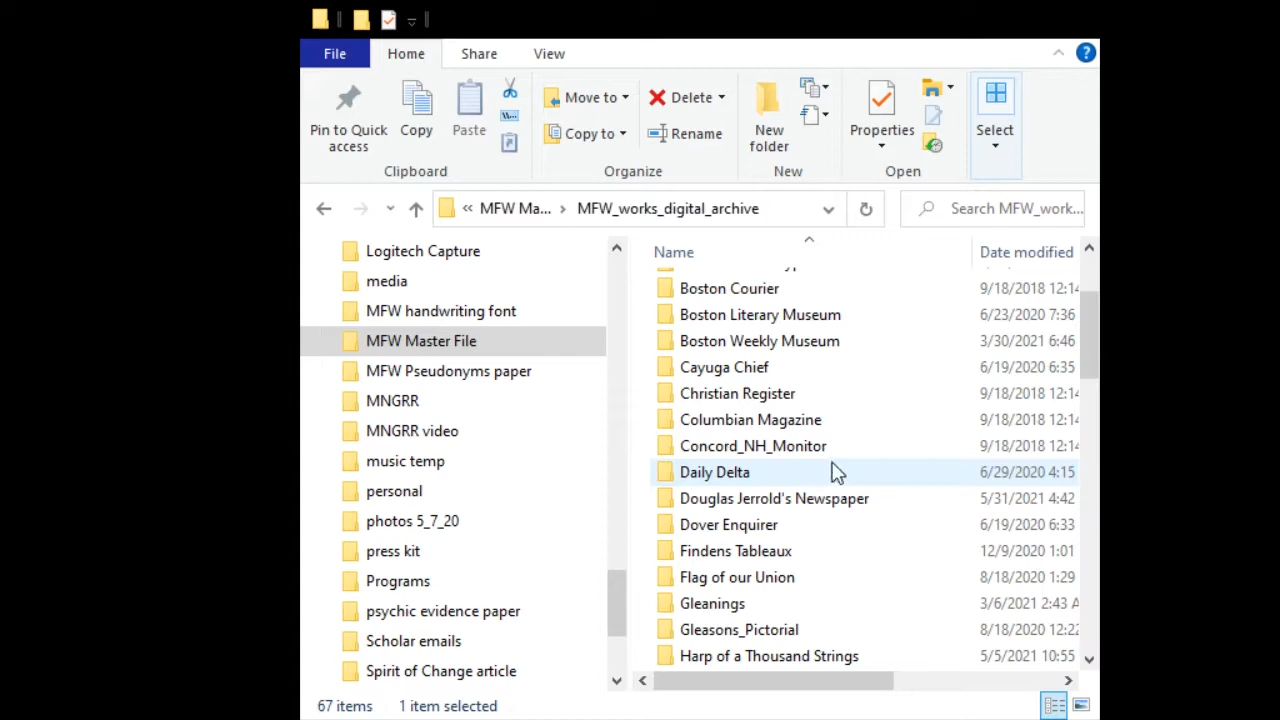 File Home Share View
Pin to Quick access Copy Paste Move to Copy to Delete Rename New folder Properties Select
Clipboard Organize New Open
« MFW Ma... › MFW_works_digital_archive Search MFW_work...
Logitech Capture
media
MFW handwriting font
MFW Master File
MFW Pseudonyms paper
MNGRR
MNGRR video
music temp
personal
photos 5_7_20
press kit
Programs
psychic evidence paper
Scholar emails
Spirit of Change article
Name Date modified
Boston Courier 9/18/2018 12:14
Boston Literary Museum 6/23/2020 7:36
Boston Weekly Museum 3/30/2021 6:46
Cayuga Chief 6/19/2020 6:35
Christian Register 9/18/2018 12:14
Columbian Magazine 9/18/2018 12:14
Concord_NH_Monitor 9/18/2018 12:14
Daily Delta 6/29/2020 4:15
Douglas Jerrold's Newspaper 5/31/2021 4:42
Dover Enquirer 6/19/2020 6:33
Findens Tableaux 12/9/2020 1:01
Flag of our Union 8/18/2020 1:29
Gleanings 3/6/2021 2:43 A
Gleasons_Pictorial 8/18/2020 12:22
Harp of a Thousand Strings 5/5/2021 10:55
67 items 1 item selected